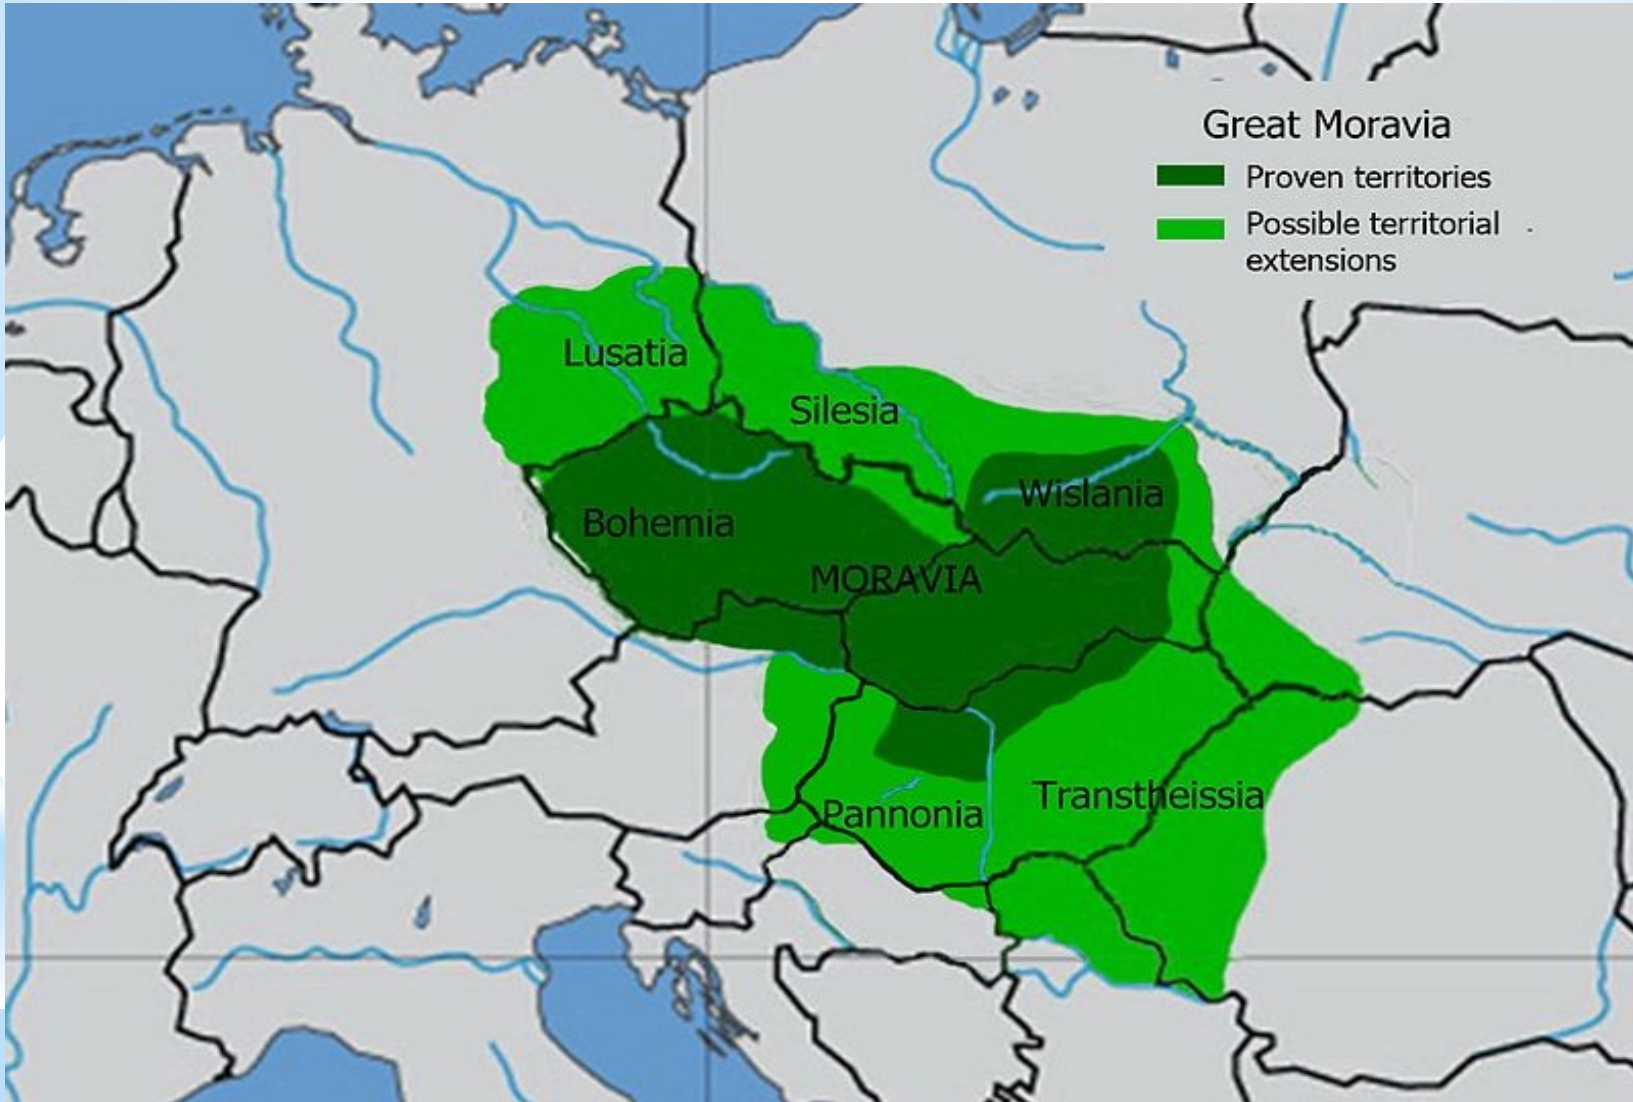 Great Moravia
Proven territories
Possible territorial
extensions
Lusatia
Silesia
Wislania
Bohemia
MORAVIA
Transtheissia
Pannonia